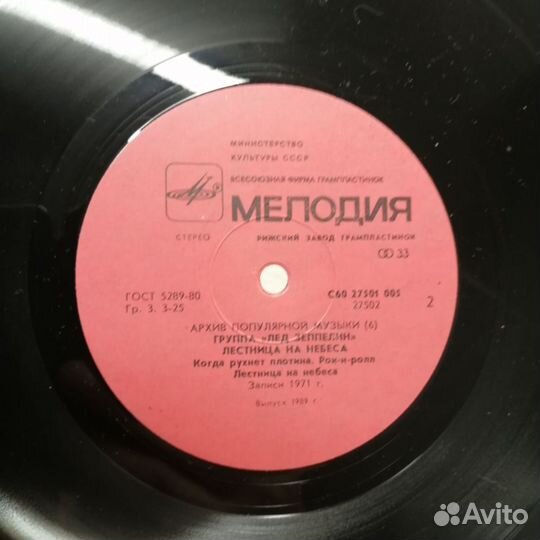 МИНИСТЕРСТВО
КУЛЬТУРЫ СССР
ВСЕСОЮЗНАЯ ФИРМА ГРАМПЛАСТИНОК
МЕЛОДИЯ
СТЕРЕО
РИЖСКИЙ ЗАВОД ГРАМПЛАСТИНОК
33
ГОСТ 5289-80
С60 27501 005
Гр. 3. 3-25
27502
2
АРХИВ ПОПУЛЯРНОЙ МУЗЫКИ (6)
ГРУППА «ЛЕД ЗЕППЕЛИН»
ЛЕСТНИЦА НА НЕБЕСА
Когда рухнет плотина. Рок-н-ролл
Лестница на небеса
Записи 1971 г.
Выпуск 1989 г.
Avito